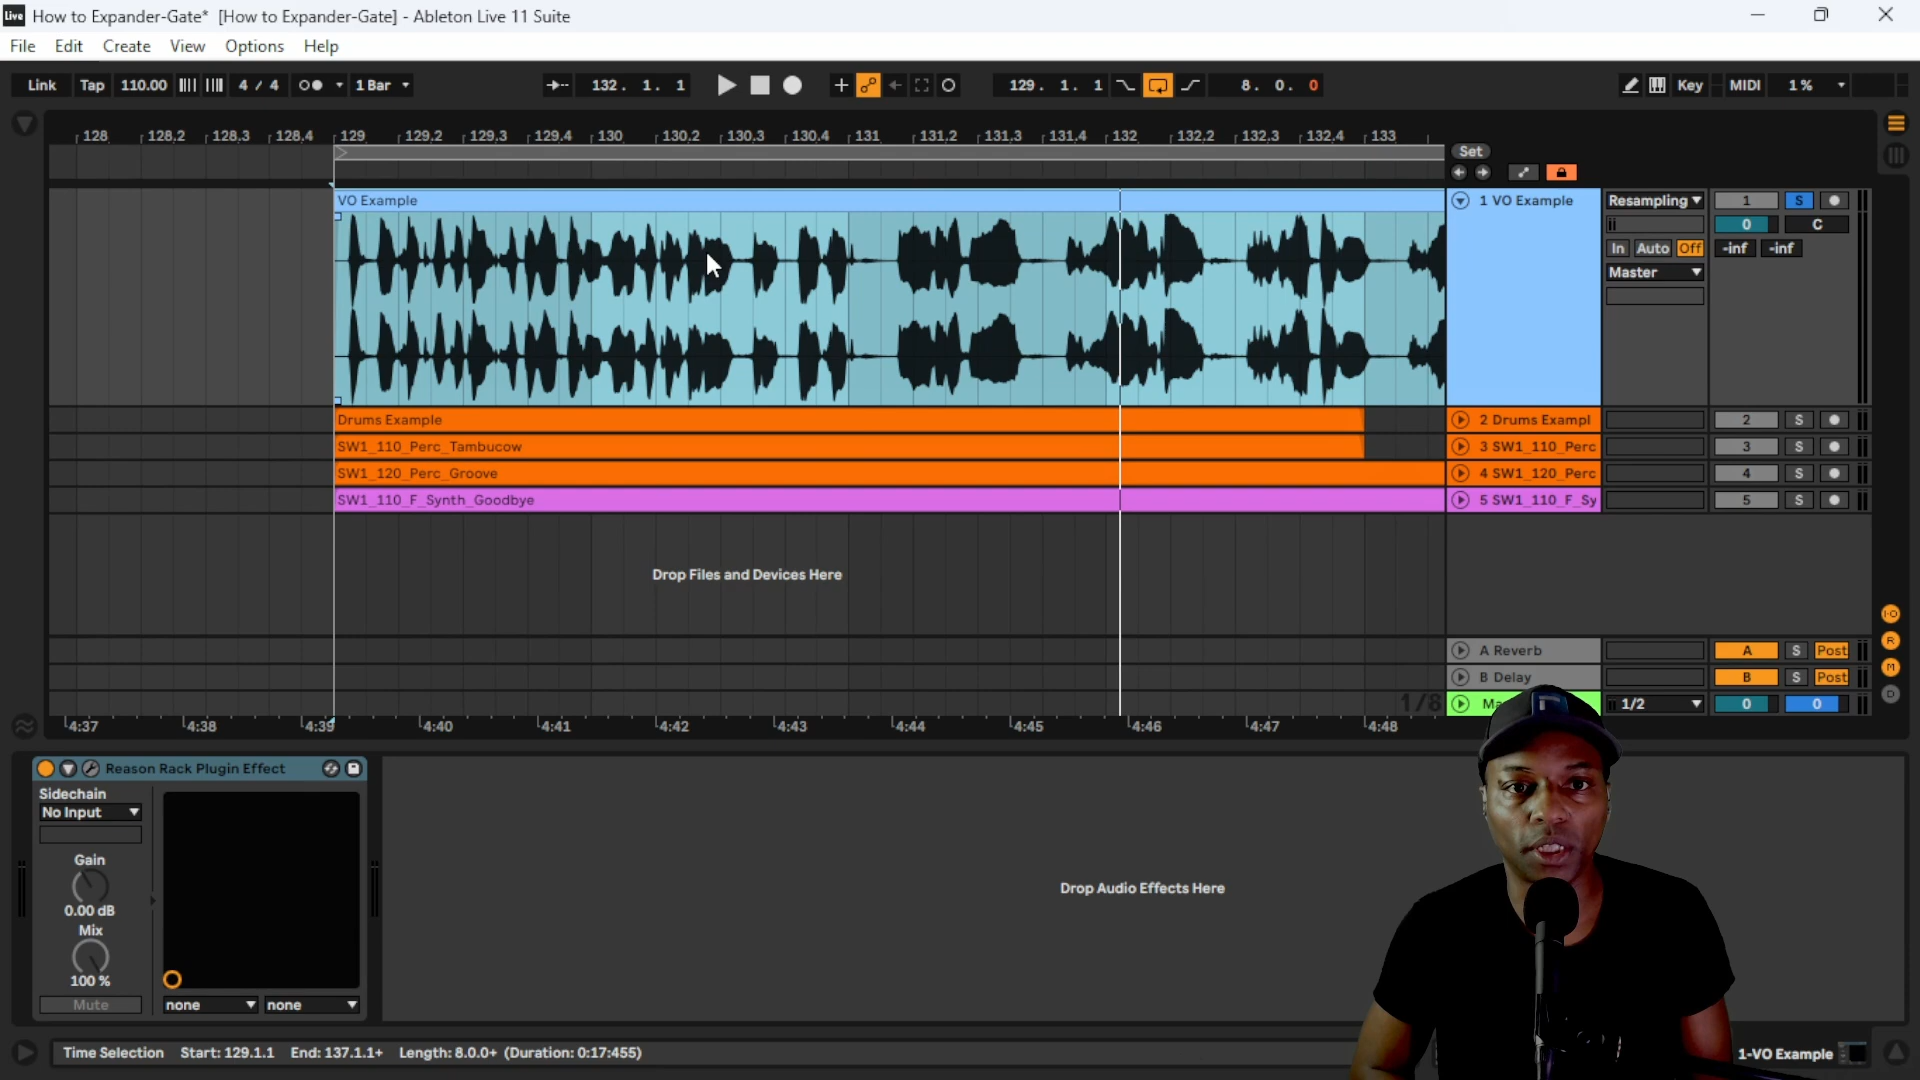 Live How to Expander-Gate* [How to Expander-Gate] - Ableton Live 11 Suite
File Edit Create View Options Help
Link Tap 110.00 4 / 4 1 Bar 132. 1. 1 129. 1. 1 8. 0. 0 Key MIDI 1%
128 128.2 128.3 128.4 129 129.2 129.3 129.4 130 130.2 130.3 130.4 131 131.2 131.3 131.4 132 132.2 132.3 132.4 133
Set
VO Example 1 VO Example Resampling 1 S
0 C
In Auto Off -inf -inf
Master
Drums Example 2 Drums Exampl 2 S
SW1_110_Perc_Tambucow 3 SW1_110_Perc 3 S
SW1_120_Perc_Groove 4 SW1_120_Perc 4 S
SW1_110_F_Synth_Goodbye 5 SW1_110_F_Sy 5 S
Drop Files and Devices Here
I·O
A Reverb A S Post R
B Delay B S Post M
1/8 Ma 1/2 0 0 D
4:37 4:38 4:39 4:40 4:41 4:42 4:43 4:44 4:45 4:46 4:47 4:48
Reason Rack Plugin Effect
Sidechain
No Input
Gain
0.00 dB
Mix
100 %
Mute none none
Drop Audio Effects Here
Time Selection Start: 129.1.1 End: 137.1.1+ Length: 8.0.0+ (Duration: 0:17:455) 1-VO Example